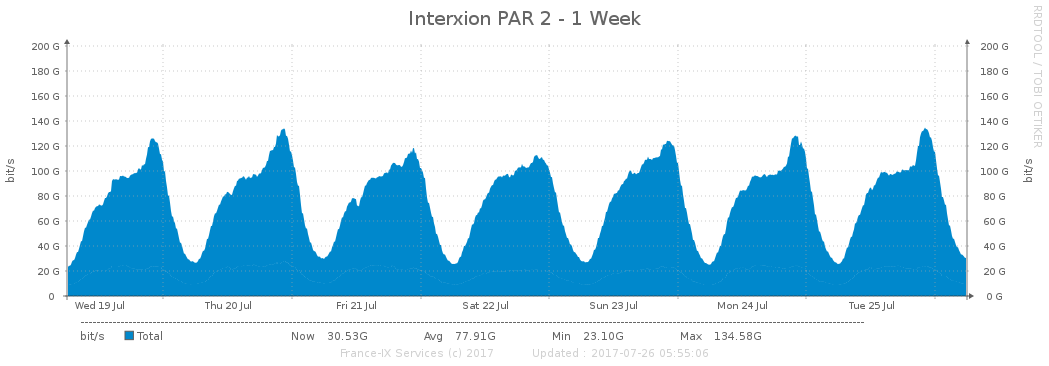 Interxion PAR 2 - 1 Week
RRDTOOL / TOBI OETIKER
200 G 200 G
180 G 180 G
160 G 160 G
140 G 140 G
120 G 120 G
100 G 100 G
80 G 80 G
60 G 60 G
40 G 40 G
20 G 20 G
0 0 G
bit/s
bit/s
Wed 19 Jul Thu 20 Jul Fri 21 Jul Sat 22 Jul Sun 23 Jul Mon 24 Jul Tue 25 Jul
bit/s Total Now 30.53G Avg 77.91G Min 23.10G Max 134.58G
France-IX Services (c) 2017 Updated : 2017-07-26 05:55:06